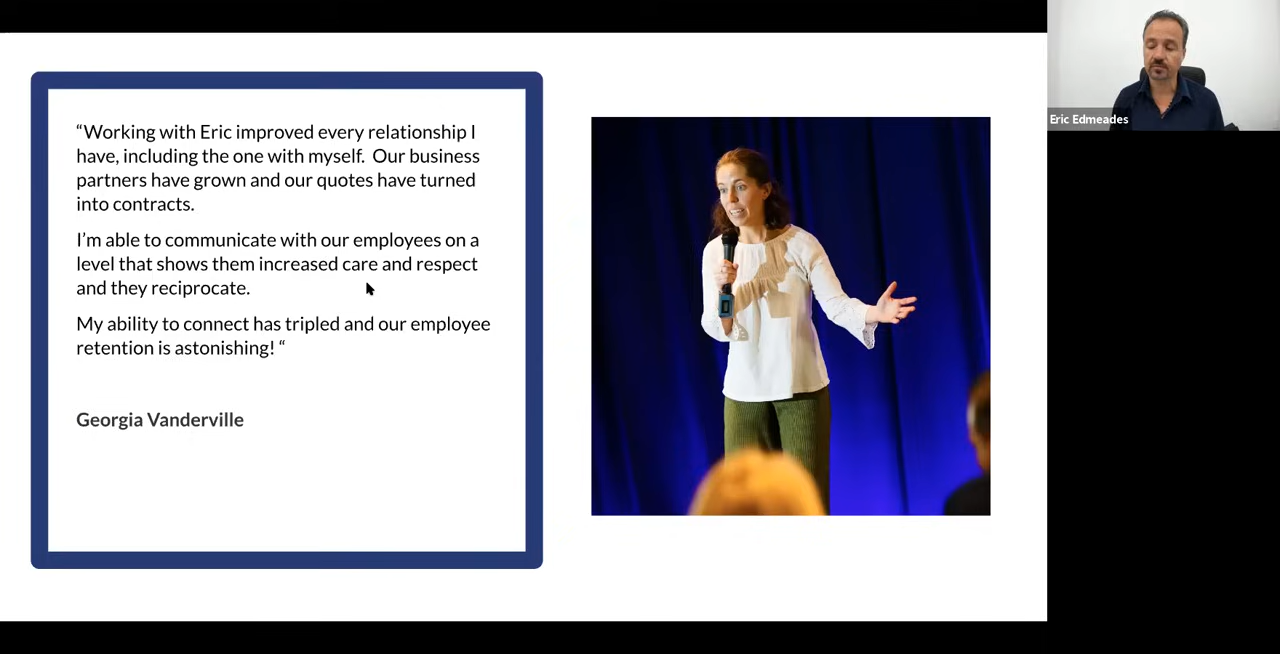 “Working with Eric improved every relationship I
have, including the one with myself.  Our business
partners have grown and our quotes have turned
into contracts.
I’m able to communicate with our employees on a
level that shows them increased care and respect
and they reciprocate.
My ability to connect has tripled and our employee
retention is astonishing! “
Georgia Vanderville
Eric Edmeades